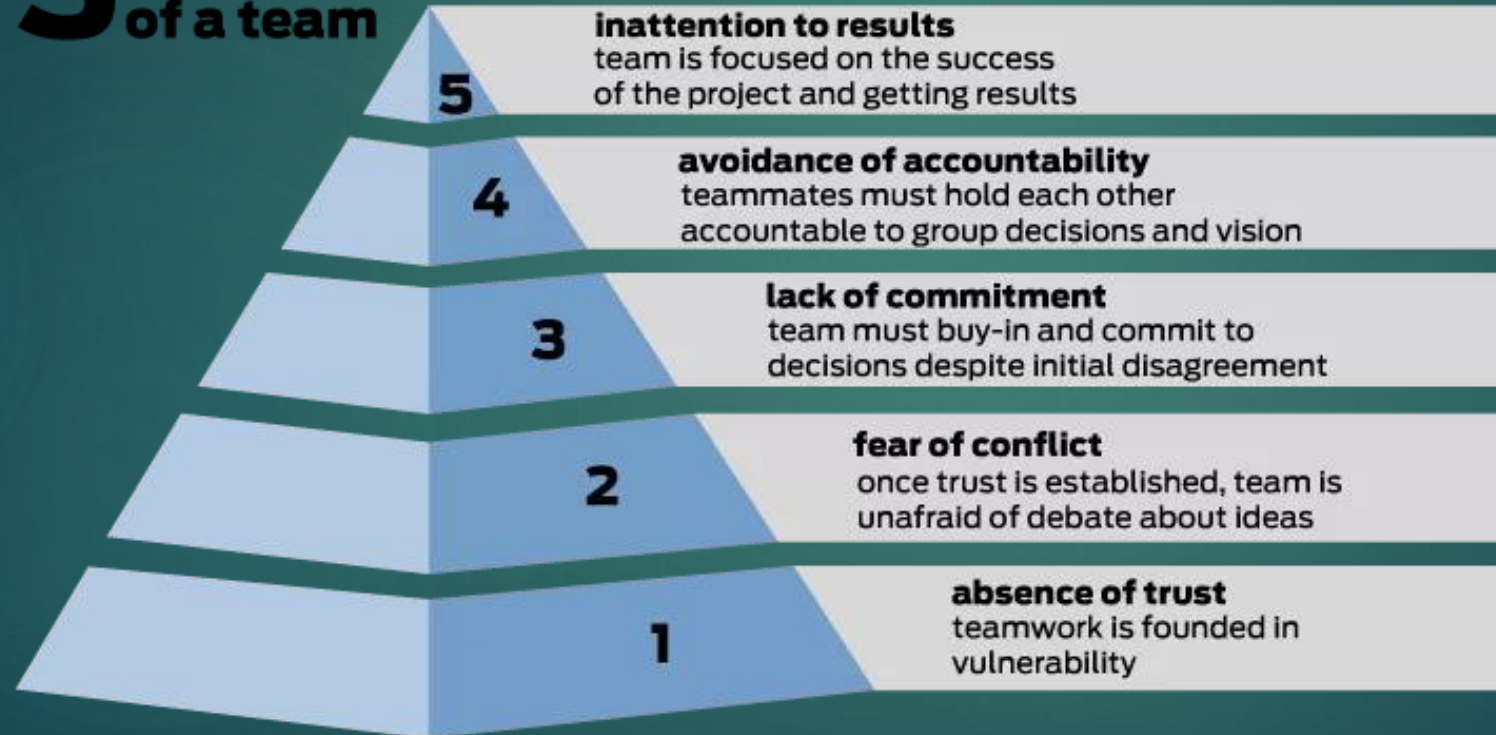 of a team
inattention to results
team is focused on the success
of the project and getting results
5
avoidance of accountability
teammates must hold each other
accountable to group decisions and vision
4
lack of commitment
team must buy-in and commit to
decisions despite initial disagreement
3
fear of conflict
once trust is established, team is
unafraid of debate about ideas
2
absence of trust
teamwork is founded in
vulnerability
1